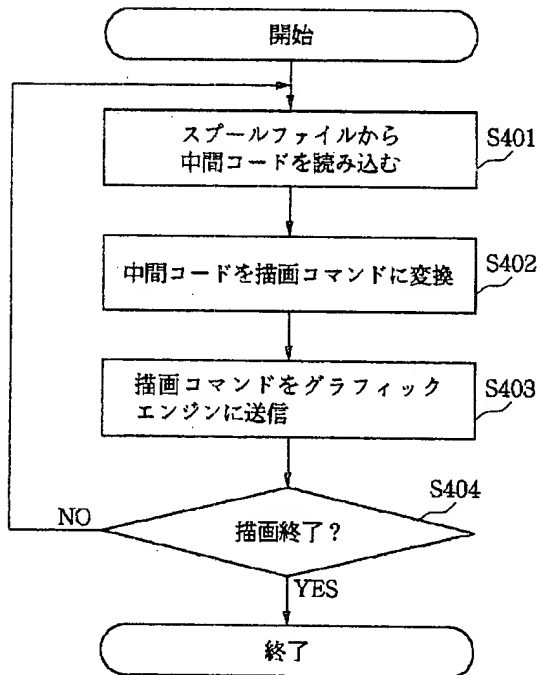 開始
スプールファイルから
中間コードを読み込む
S401
中間コードを描画コマンドに変換
S402
描画コマンドをグラフィック
エンジンに送信
S403
描画終了?
S404
NO
YES
終了